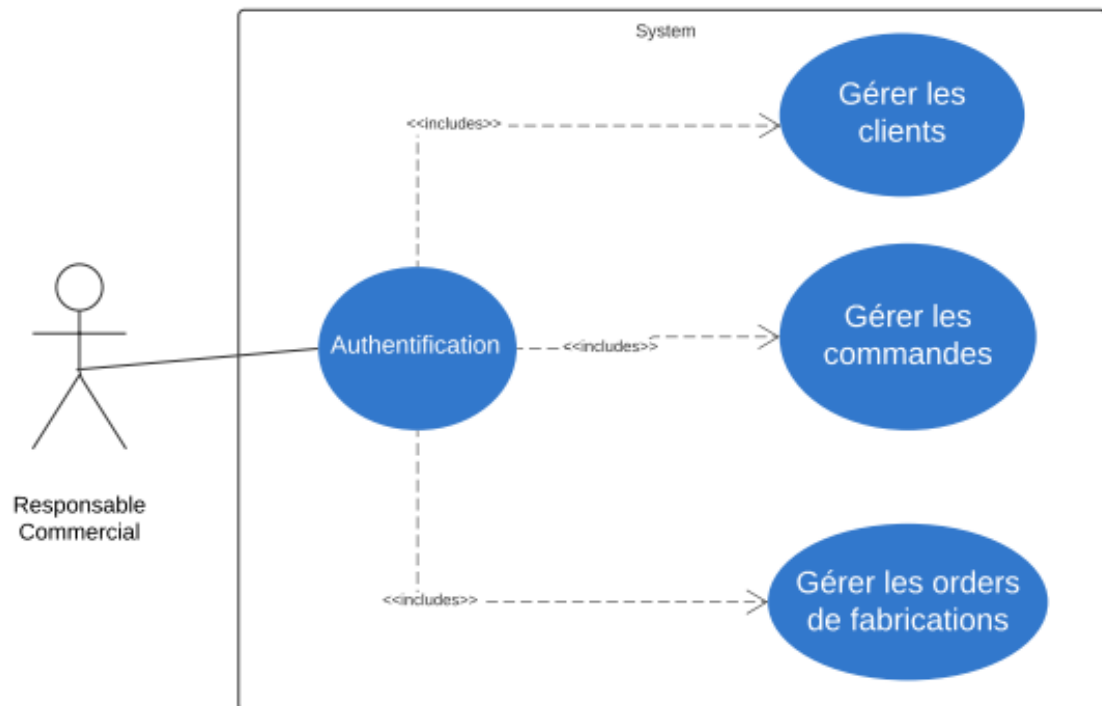 System
Gérer les
clients
<<includes>>
Authentification
<<includes>>
Gérer les
commandes
Responsable
Commercial
<<includes>>
Gérer les orders
de fabrications